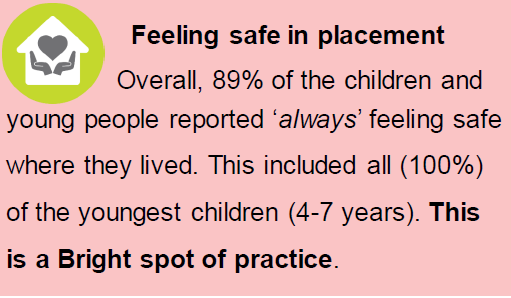 Feeling safe in placement
Overall, 89% of the children and
young people reported ‘always’ feeling safe
where they lived. This included all (100%)
of the youngest children (4-7 years). This
is a Bright spot of practice.